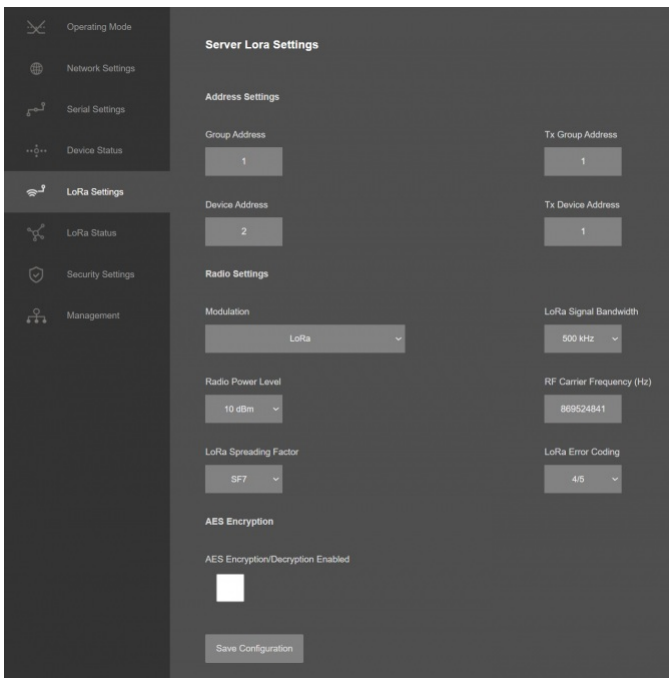 Operating Mode
Network Settings
Serial Settings
Device Status
LoRa Settings
LoRa Status
Security Settings
Management
Server Lora Settings
Address Settings
Group Address
Tx Group Address
1
1
Device Address
Tx Device Address
2
1
Radio Settings
Modulation
LoRa Signal Bandwidth
LoRa
500 kHz
Radio Power Level
RF Carrier Frequency (Hz)
10 dBm
869524841
LoRa Spreading Factor
LoRa Error Coding
SF7
4/5
AES Encryption
AES Encryption/Decryption Enabled
Save Configuration